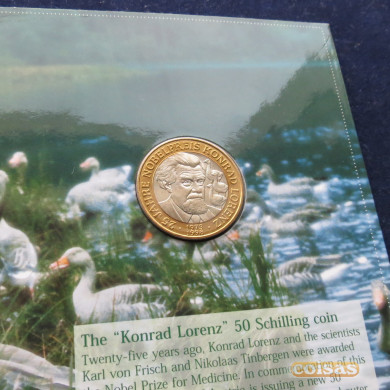 25 JAHRE NOBELPREIS KONRAD LORENZ
The "Konrad Lorenz" 50 Schilling coin
Twenty-five years ago, Konrad Lorenz and the scientists
Karl von Frisch and Nikolaas Tinbergen were awarded
the Nobel Prize for Medicine. In comm
is issuing a new 50
coisas